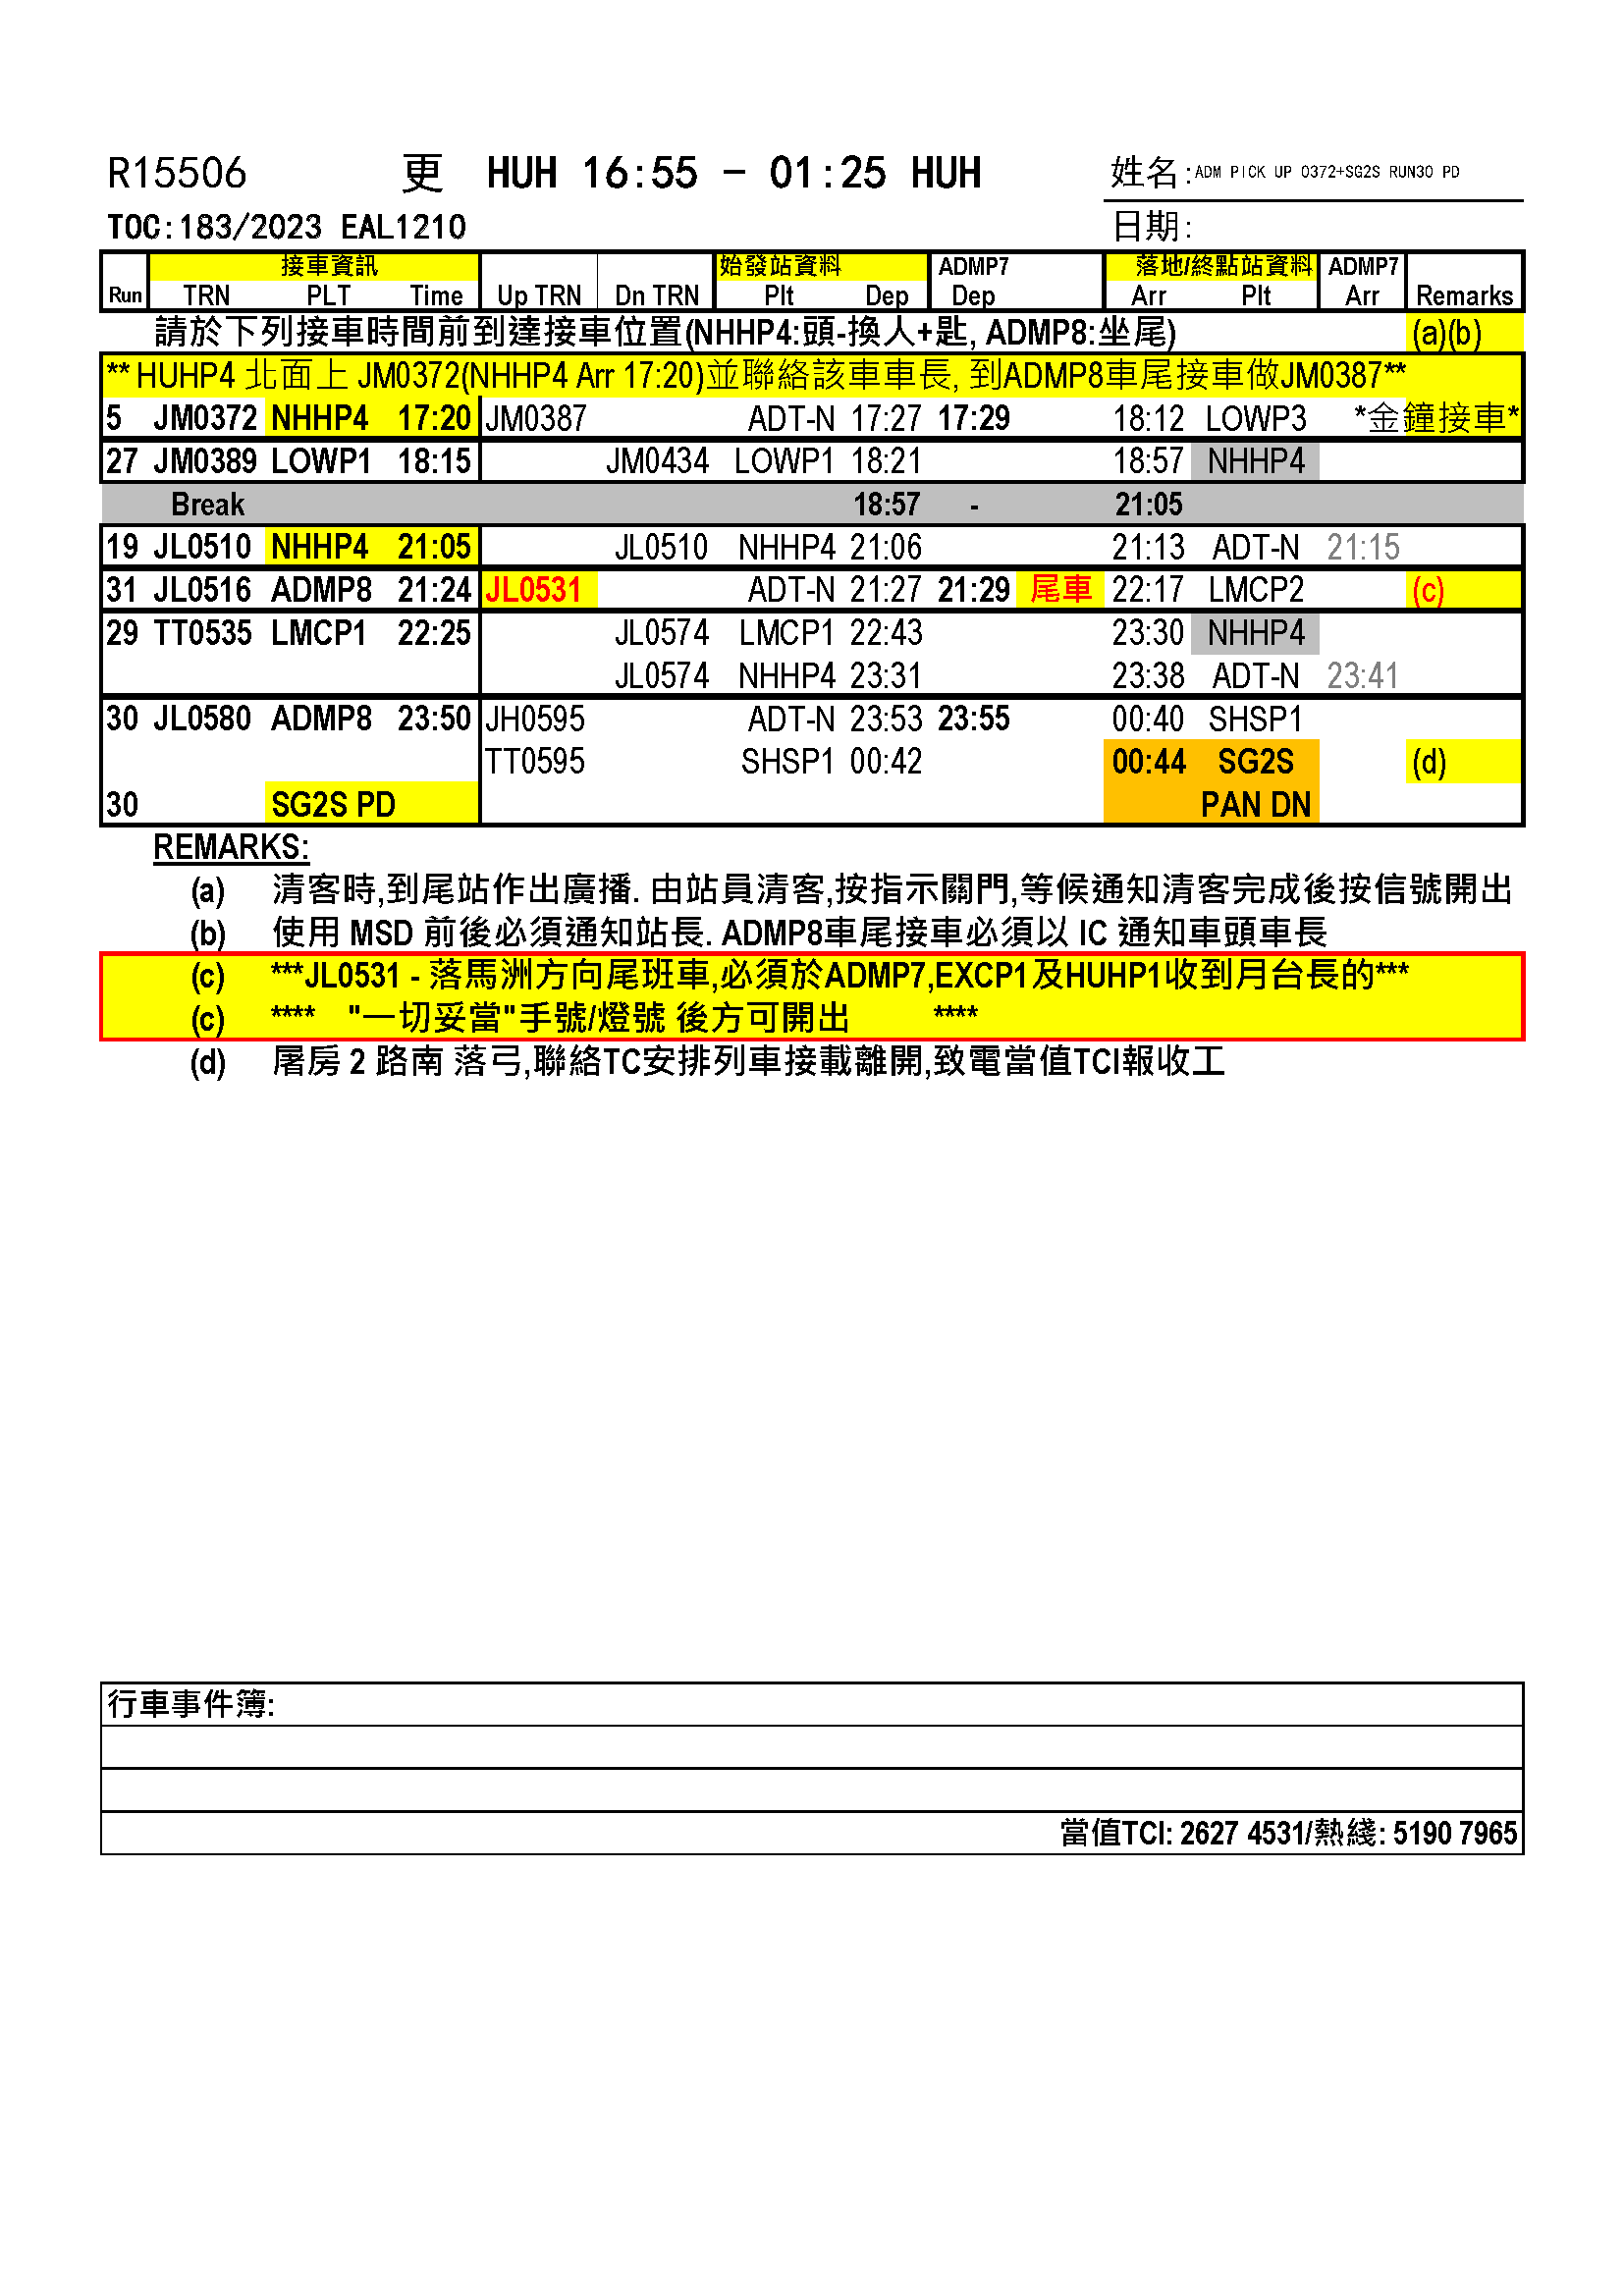 R15506 更 HUH 16:55 - 01:25 HUH 姓名:ADM PICK UP 0372+SG2S RUN30 PD
TOC:183/2023 EAL1210 日期:
接車資訊 始發站資料 ADMP7 落地/終點站資料 ADMP7
Run TRN PLT Time Up TRN Dn TRN Plt Dep Dep Arr Plt Arr Remarks
請於下列接車時間前到達接車位置(NHHP4:頭-換人+匙, ADMP8:坐尾) (a)(b)
** HUHP4 北面上 JM0372(NHHP4 Arr 17:20)並聯絡該車車長, 到ADMP8車尾接車做JM0387**
5 JM0372 NHHP4 17:20 JM0387 ADT-N 17:27 17:29 18:12 LOWP3 *金鐘接車*
27 JM0389 LOWP1 18:15 JM0434 LOWP1 18:21 18:57 NHHP4
Break 18:57 - 21:05
19 JL0510 NHHP4 21:05 JL0510 NHHP4 21:06 21:13 ADT-N 21:15
31 JL0516 ADMP8 21:24 JL0531 ADT-N 21:27 21:29 尾車 22:17 LMCP2 (c)
29 TT0535 LMCP1 22:25 JL0574 LMCP1 22:43 23:30 NHHP4
JL0574 NHHP4 23:31 23:38 ADT-N 23:41
30 JL0580 ADMP8 23:50 JH0595 ADT-N 23:53 23:55 00:40 SHSP1
TT0595 SHSP1 00:42 00:44 SG2S (d)
30 SG2S PD PAN DN
REMARKS:
(a) 清客時,到尾站作出廣播. 由站員清客,按指示關門,等候通知清客完成後按信號開出
(b) 使用 MSD 前後必須通知站長. ADMP8車尾接車必須以 IC 通知車頭車長
(c) ***JL0531 - 落馬洲方向尾班車,必須於ADMP7,EXCP1及HUHP1收到月台長的***
(c) **** "一切妥當"手號/燈號 後方可開出 ****
(d) 屠房 2 路南 落弓,聯絡TC安排列車接載離開,致電當值TCI報收工
行車事件簿:
當值TCI: 2627 4531/熱綫: 5190 7965